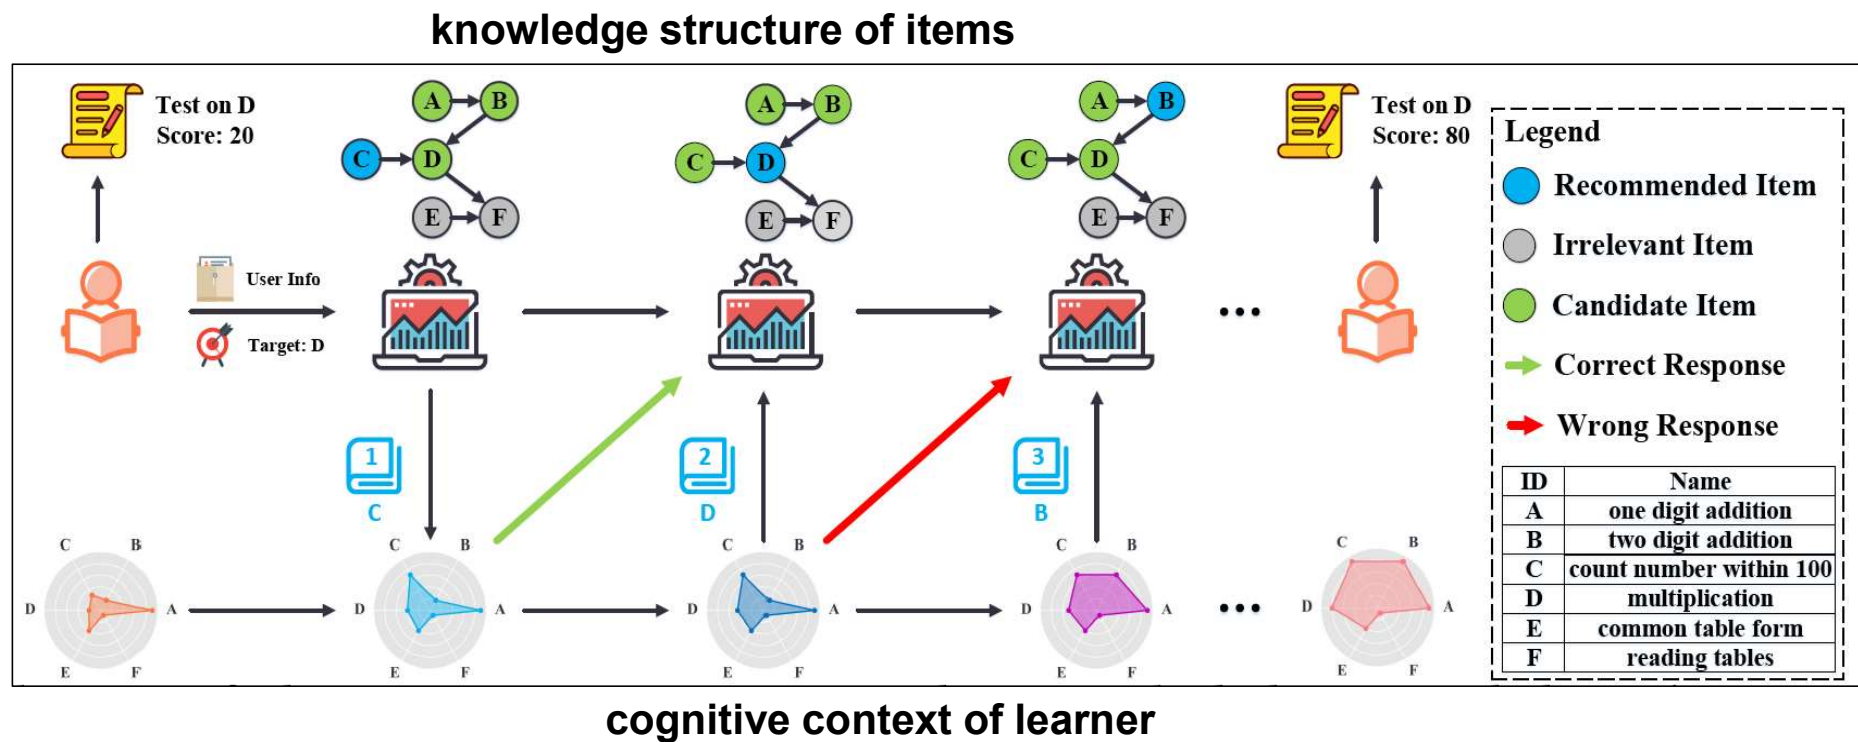 knowledge structure of items
Test on D
Score: 20
A B
C D
E F
A B
C D
E F
A B
C D
E F
Test on D
Score: 80
User Info
Target: D
1
C
2
D
3
B
C B
D A
E F
C B
D A
E F
C B
D A
E F
C B
D A
E F
C B
D A
E F
Legend
Recommended Item
Irrelevant Item
Candidate Item
Correct Response
Wrong Response
ID Name
A one digit addition
B two digit addition
C count number within 100
D multiplication
E common table form
F reading tables
cognitive context of learner